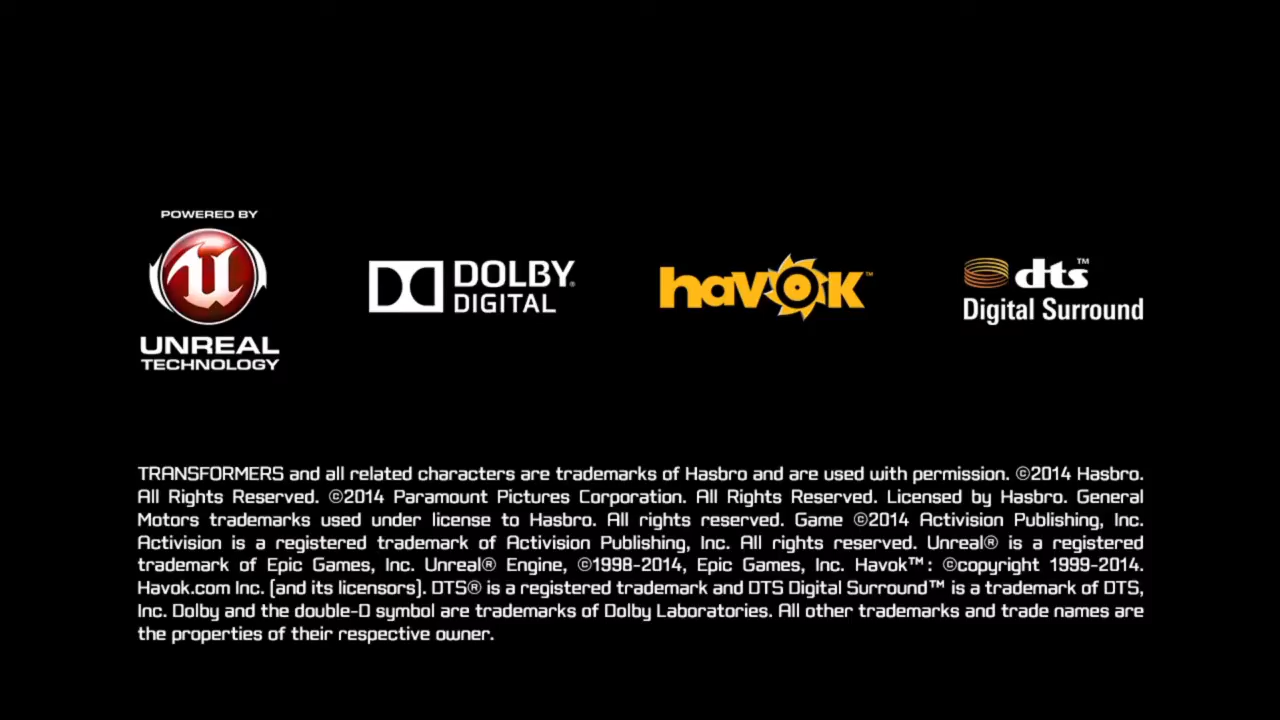 POWERED BY
UNREAL
TECHNOLOGY
DOLBY®
DIGITAL
havok™
dts™
Digital Surround
TRANSFORMERS and all related characters are trademarks of Hasbro and are used with permission. ©2014 Hasbro.
All Rights Reserved. ©2014 Paramount Pictures Corporation. All Rights Reserved. Licensed by Hasbro. General
Motors trademarks used under license to Hasbro. All rights reserved. Game ©2014 Activision Publishing, Inc.
Activision is a registered trademark of Activision Publishing, Inc. All rights reserved. Unreal® is a registered
trademark of Epic Games, Inc. Unreal® Engine, ©1998-2014, Epic Games, Inc. Havok™: ©copyright 1999-2014.
Havok.com Inc. [and its licensors]. DTS® is a registered trademark and DTS Digital Surround™ is a trademark of DTS,
Inc. Dolby and the double-D symbol are trademarks of Dolby Laboratories. All other trademarks and trade names are
the properties of their respective owner.